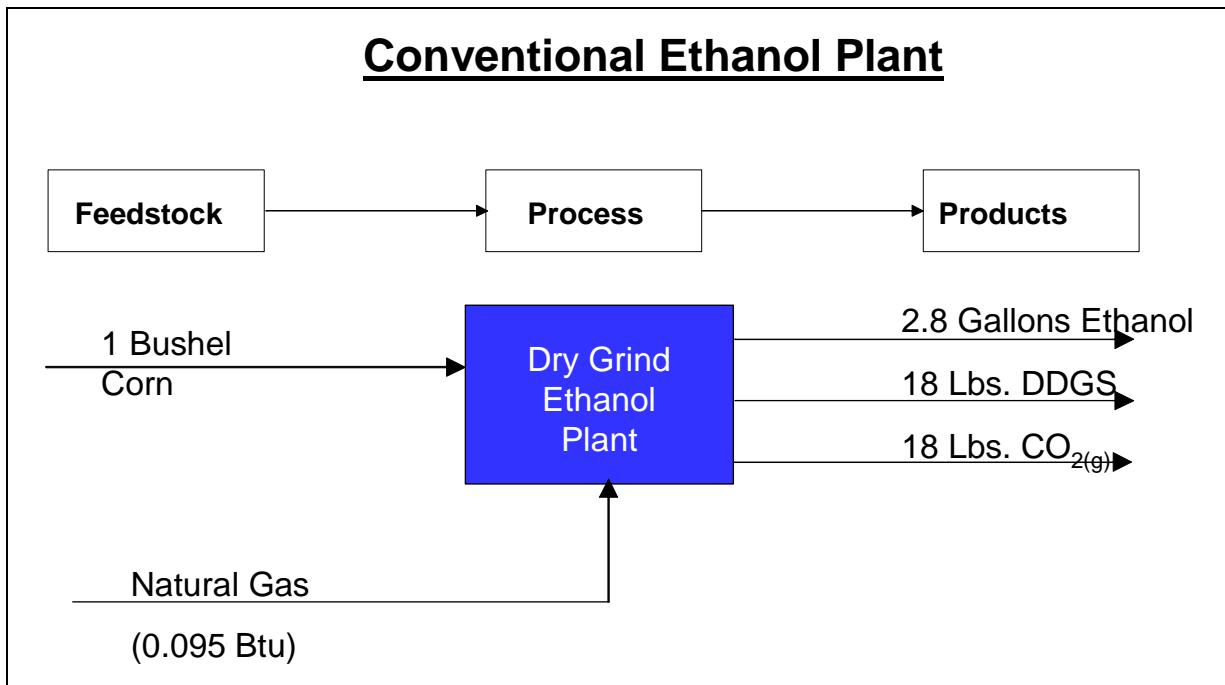 Conventional Ethanol Plant
Feedstock
Process
Products
1 Bushel
Corn
Dry Grind
Ethanol
Plant
2.8 Gallons Ethanol
18 Lbs. DDGS
18 Lbs. CO2(g)
Natural Gas
(0.095 Btu)